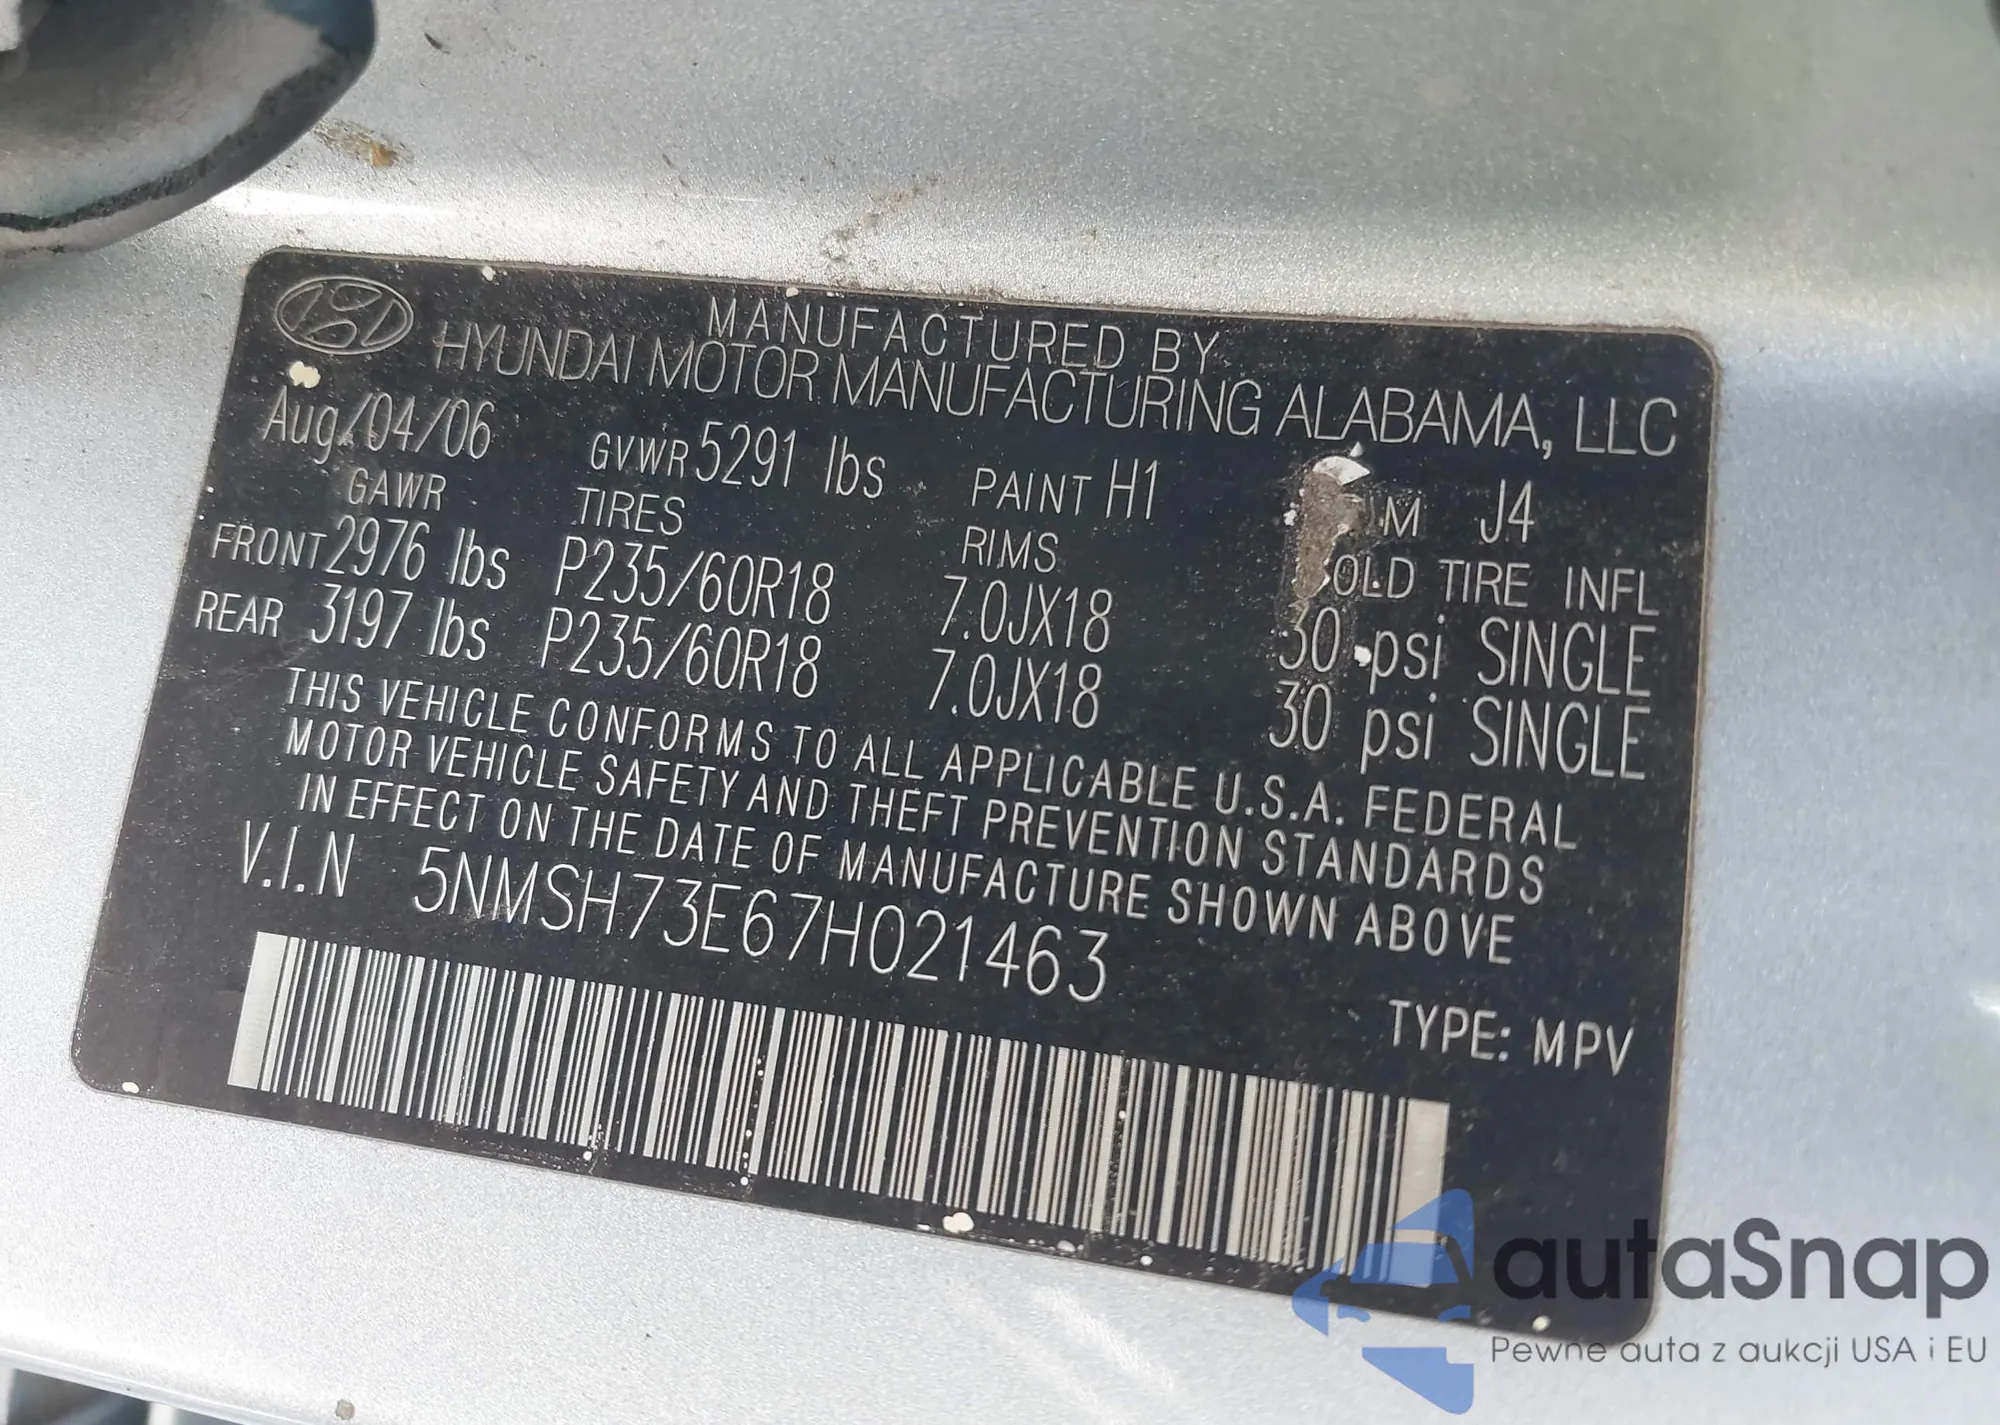 MANUFACTURED BY
HYUNDAI MOTOR MANUFACTURING ALABAMA, LLC
Aug/04/06 GVWR 5291 lbs PAINT H1 J4
GAWR TIRES RIMS TIRE INFL
FRONT 2976 lbs P235/60R18 7.0JX18 30 psi SINGLE
REAR 3197 lbs P235/60R18 7.0JX18 30 psi SINGLE
THIS VEHICLE CONFORMS TO ALL APPLICABLE U.S.A. FEDERAL
MOTOR VEHICLE SAFETY AND THEFT PREVENTION STANDARDS
IN EFFECT ON THE DATE OF MANUFACTURE SHOWN ABOVE
V.I.N 5NMSH73E67H021463
TYPE: MPV
autaSnap
Pewne auta z aukcji USA i EU